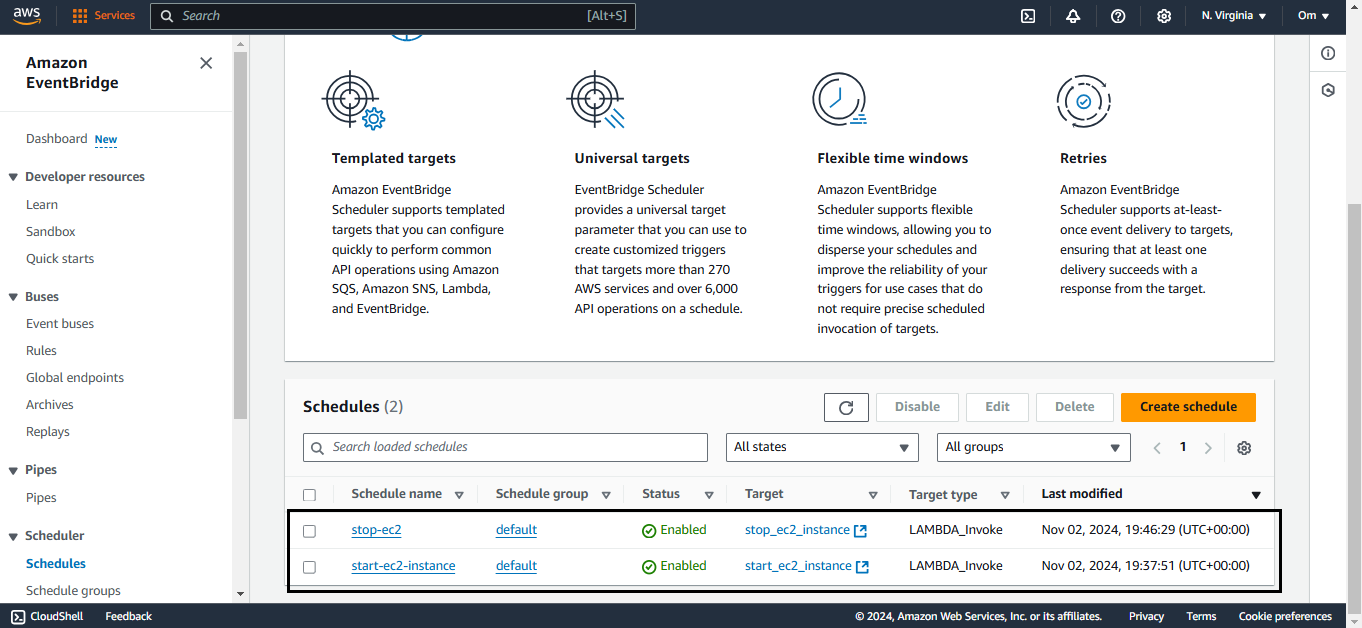 aws
Services
Search [Alt+S]
N. Virginia
Om
Amazon
EventBridge
Dashboard New
Developer resources
Learn
Sandbox
Quick starts
Buses
Event buses
Rules
Global endpoints
Archives
Replays
Pipes
Pipes
Scheduler
Schedules
Schedule groups
Templated targets
Amazon EventBridge
Scheduler supports templated
targets that you can configure
quickly to perform common
API operations using Amazon
SQS, Amazon SNS, Lambda,
and EventBridge.
Universal targets
EventBridge Scheduler
provides a universal target
parameter that you can use to
create customized triggers
that targets more than 270
AWS services and over 6,000
API operations on a schedule.
Flexible time windows
Amazon EventBridge
Scheduler supports flexible
time windows, allowing you to
disperse your schedules and
improve the reliability of your
triggers for use cases that do
not require precise scheduled
invocation of targets.
Retries
Amazon EventBridge
Scheduler supports at-least-
once event delivery to targets,
ensuring that at least one
delivery succeeds with a
response from the target.
Schedules (2)
Disable
Edit
Delete
Create schedule
Search loaded schedules
All states
All groups
1
Schedule name Schedule group Status Target Target type Last modified
stop-ec2 default Enabled stop_ec2_instance LAMBDA_Invoke Nov 02, 2024, 19:46:29 (UTC+00:00)
start-ec2-instance default Enabled start_ec2_instance LAMBDA_Invoke Nov 02, 2024, 19:37:51 (UTC+00:00)
CloudShell Feedback © 2024, Amazon Web Services, Inc. or its affiliates. Privacy Terms Cookie preferences